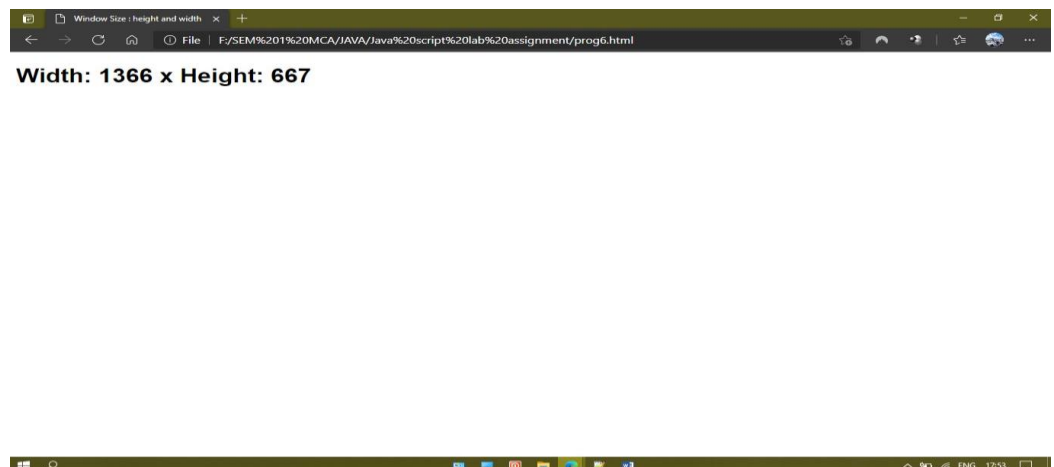 Window Size : height and width
File F:/SEM%201%20MCA/JAVA/Java%20script%20lab%20assignment/prog6.html
Width: 1366 x Height: 667
ENG 17:53